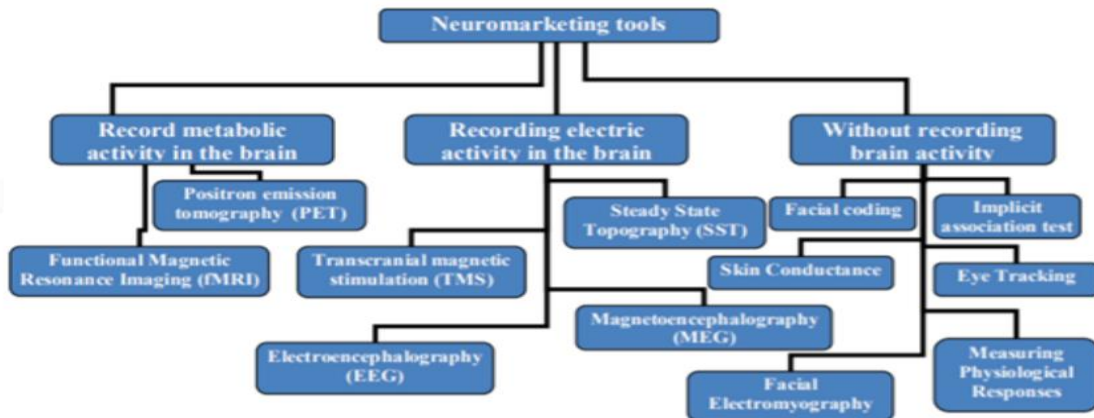 Neuromarketing tools
Record metabolic
activity in the brain
Recording electric
activity in the brain
Without recording
brain activity
Positron emission
tomography (PET)
Functional Magnetic
Resonance Imaging (fMRI)
Steady State
Topography (SST)
Transcranial magnetic
stimulation (TMS)
Magnetoencephalography
(MEG)
Electroencephalography
(EEG)
Facial coding
Implicit
association test
Skin Conductance
Eye Tracking
Measuring
Physiological
Responses
Facial
Electromyography